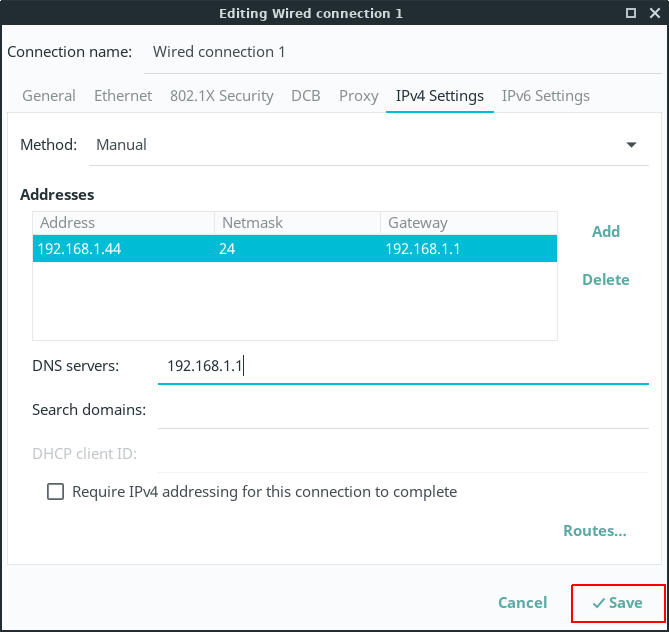 Editing Wired connection 1
Connection name: Wired connection 1
General Ethernet 802.1X Security DCB Proxy IPv4 Settings IPv6 Settings
Method: Manual
Addresses
Address Netmask Gateway
192.168.1.44 24 192.168.1.1
Add
Delete
DNS servers: 192.168.1.1
Search domains:
DHCP client ID:
Require IPv4 addressing for this connection to complete
Routes...
Cancel Save